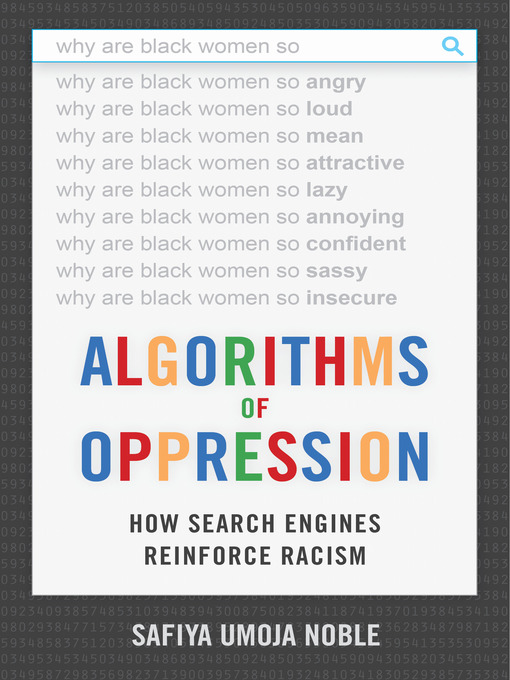 why are black women so
why are black women so angry
why are black women so loud
why are black women so mean
why are black women so attractive
why are black women so lazy
why are black women so annoying
why are black women so confident
why are black women so sassy
why are black women so insecure
ALGORITHMS
OF
OPPRESSION
HOW SEARCH ENGINES
REINFORCE RACISM
SAFIYA UMOJA NOBLE